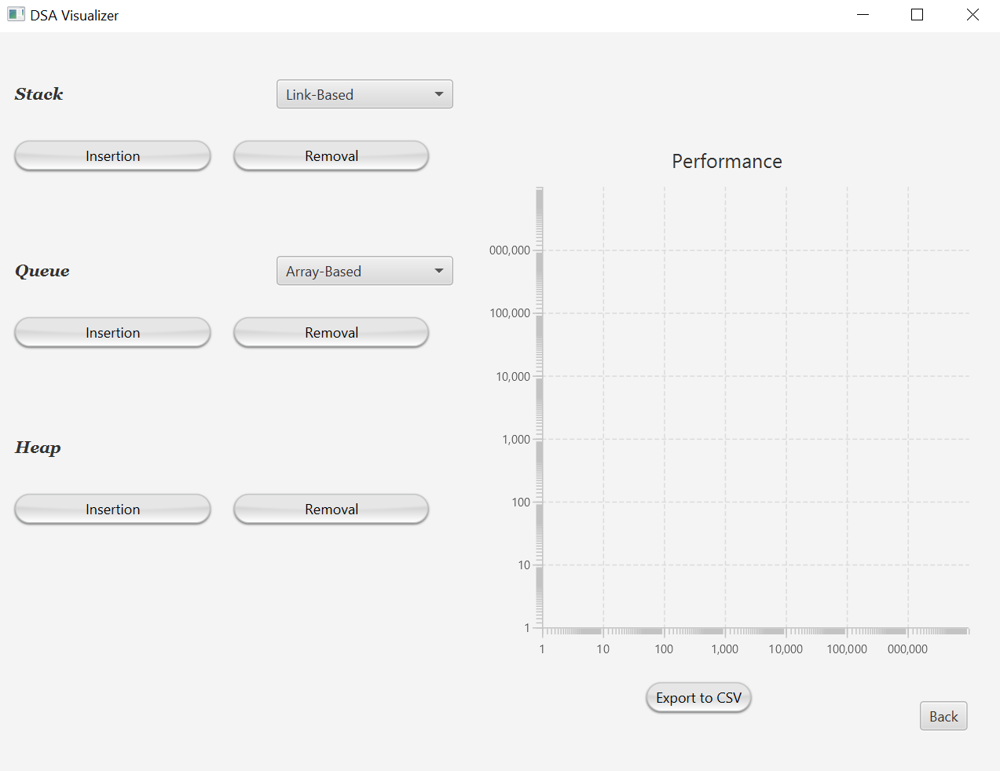 DSA Visualizer
Stack
Link-Based
Insertion
Removal
Queue
Array-Based
Insertion
Removal
Heap
Insertion
Removal
Performance
000,000
100,000
10,000
1,000
100
10
1
1 10 100 1,000 10,000 100,000 000,000
Export to CSV
Back